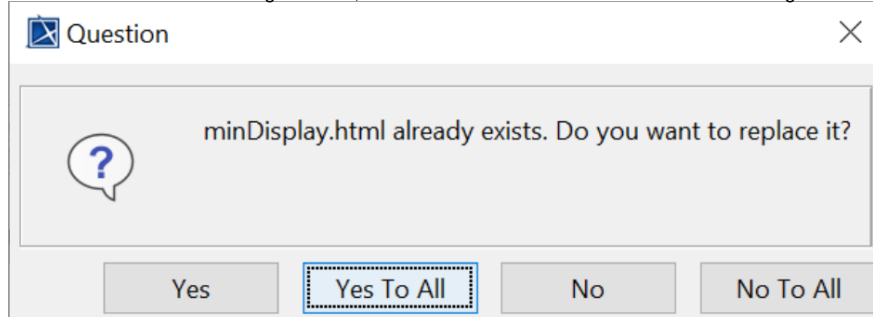 Question
minDisplay.html already exists. Do you want to replace it?
?
Yes
Yes To All
No
No To All